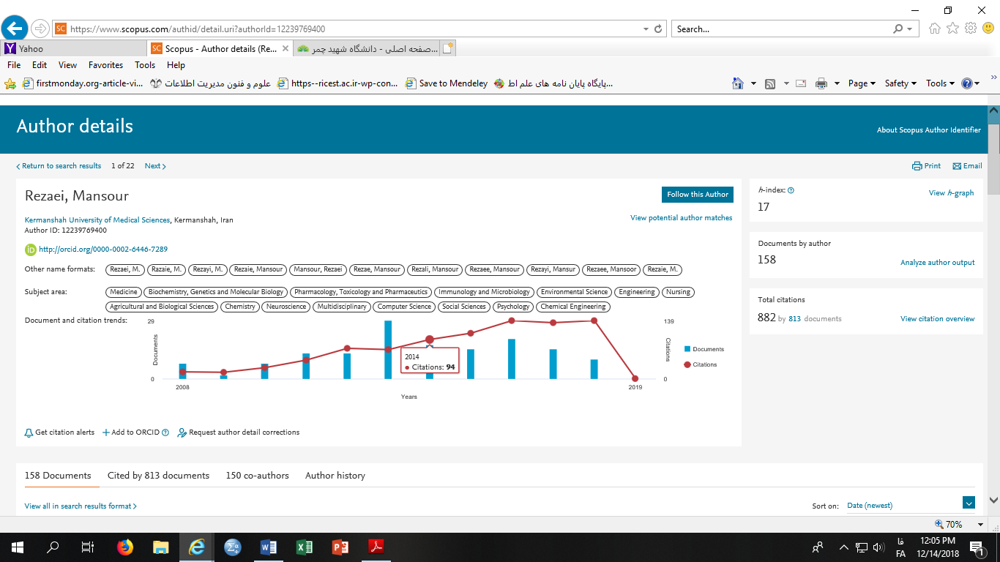 https://www.scopus.com/authid/detail.uri?authorId=12239769400
Search...
Yahoo
SC Scopus - Author details (Re...
صفحه اصلی - دانشگاه شهید چمر...
File Edit View Favorites Tools Help
firstmonday.org-article-vi...
علوم و فنون مدیریت اطلاعات
https--ricest.ac.ir-wp-con...
Save to Mendeley
پایگاه پایان نامه های علم اط...
Page Safety Tools
Author details
About Scopus Author Identifier
Return to search results 1 of 22 Next
Print Email
Rezaei, Mansour
Follow this Author
Kermanshah University of Medical Sciences, Kermanshah, Iran
View potential author matches
Author ID: 12239769400
iD http://orcid.org/0000-0002-6446-7289
Other name formats: Rezaei, M. Razaie, M. Rezayi, M. Rezaie, Mansour Mansour, Rezaei Rezae, Mansour Rezali, Mansour Rezaee, Mansour Rezayi, Mansur Rezaee, Mansoor Rezaie, M.
Subject area: Medicine Biochemistry, Genetics and Molecular Biology Pharmacology, Toxicology and Pharmaceutics Immunology and Microbiology Environmental Science Engineering Nursing
Agricultural and Biological Sciences Chemistry Neuroscience Multidisciplinary Computer Science Social Sciences Psychology Chemical Engineering
Document and citation trends:
29
139
Documents
Citations
2014
Citations: 94
0
0
2008
2019
Years
Documents
Citations
Get citation alerts + Add to ORCID Request author detail corrections
h-index:
View h-graph
17
Documents by author
158
Analyze author output
Total citations
882 by 813 documents
View citation overview
158 Documents Cited by 813 documents 150 co-authors Author history
View all in search results format
Sort on: Date (newest)
70%
12:05 PM
فا
FA
12/14/2018
1